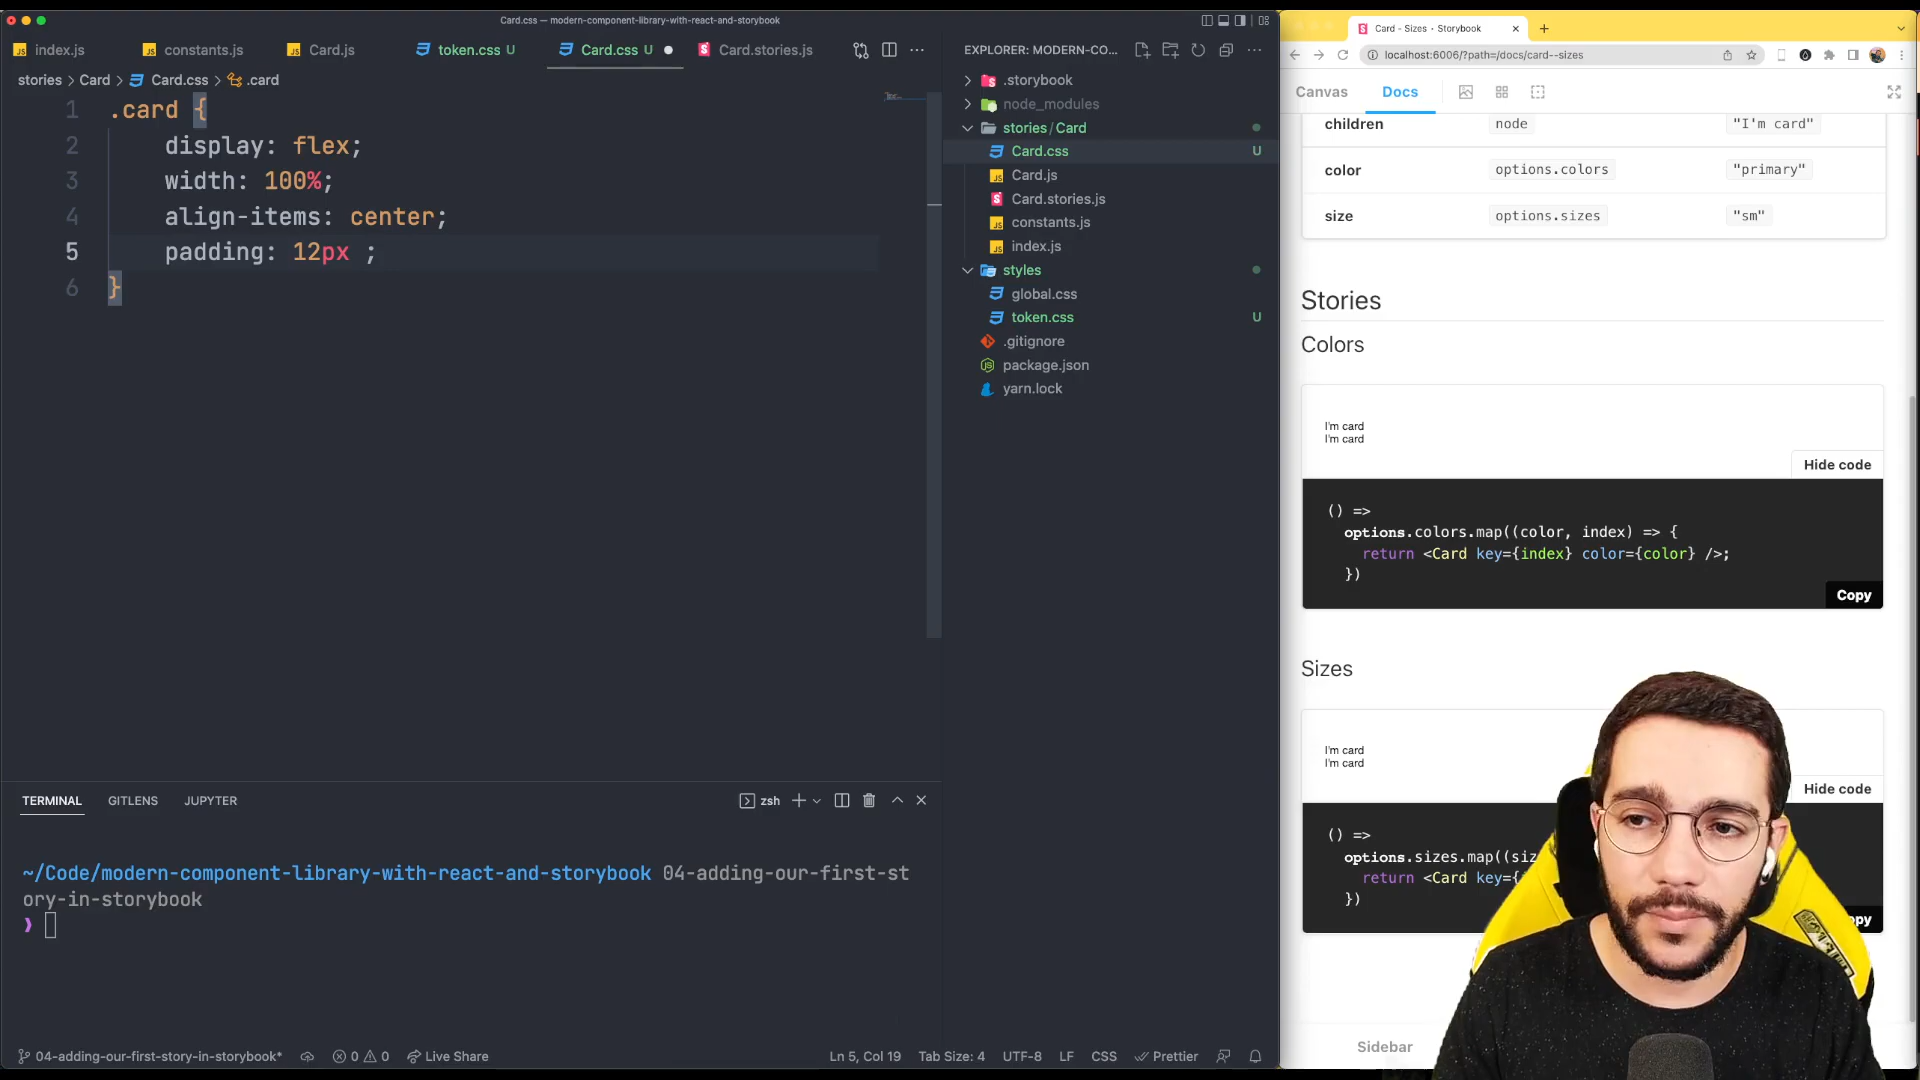 Card.css — modern-component-library-with-react-and-storybook
index.js
constants.js
Card.js
token.css U
Card.css U
Card.stories.js
stories > Card > Card.css > .card
1 .card {
2 display: flex;
3 width: 100%;
4 align-items: center;
5 padding: 12px ;
6 }
TERMINAL
GITLENS
JUPYTER
zsh
~/Code/modern-component-library-with-react-and-storybook 04-adding-our-first-st
ory-in-storybook
❯
04-adding-our-first-story-in-storybook*
0 0
Live Share
Ln 5, Col 19
Tab Size: 4
UTF-8
LF
CSS
Prettier
EXPLORER: MODERN-CO...
.storybook
node_modules
stories / Card
Card.css U
Card.js
Card.stories.js
constants.js
index.js
styles
global.css
token.css U
.gitignore
package.json
yarn.lock
Card - Sizes · Storybook
localhost:6006/?path=/docs/card--sizes
Canvas
Docs
children node "I'm card"
color options.colors "primary"
size options.sizes "sm"
Stories
Colors
I'm card
I'm card
Hide code
() =>
options.colors.map((color, index) => {
return <Card key={index} color={color} />;
})
Copy
Sizes
I'm card
I'm card
Hide code
() =>
options.sizes.map((siz
return <Card key={
})
opy
Sidebar